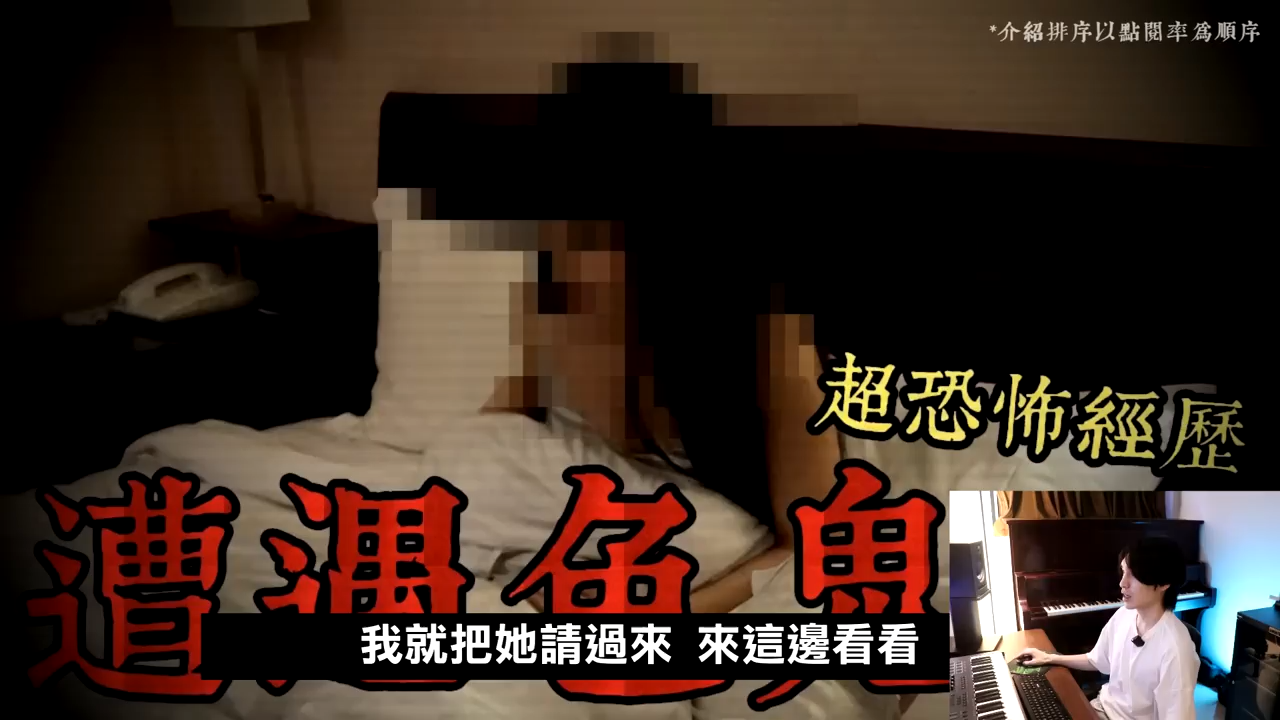 *介紹排序以點閱率為順序
超恐怖經歷
遭遇色鬼
我就把她請過來 來這邊看看